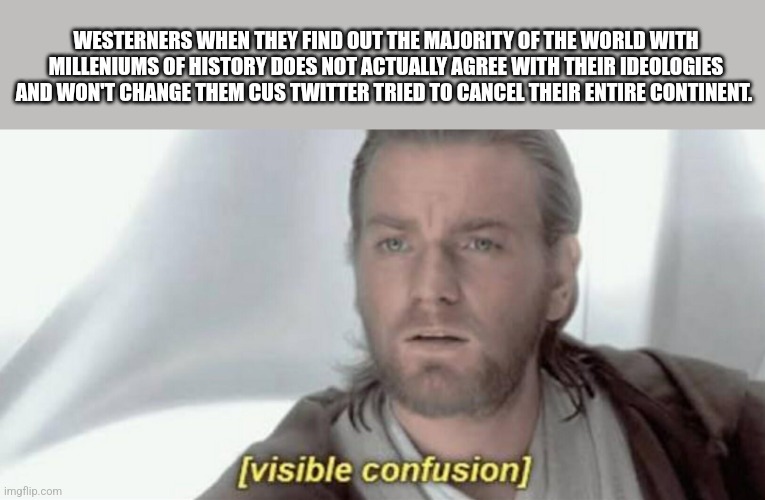 WESTERNERS WHEN THEY FIND OUT THE MAJORITY OF THE WORLD WITH
MILLENIUMS OF HISTORY DOES NOT ACTUALLY AGREE WITH THEIR IDEOLOGIES
AND WON'T CHANGE THEM CUS TWITTER TRIED TO CANCEL THEIR ENTIRE CONTINENT.
[visible confusion]
imgflip.com